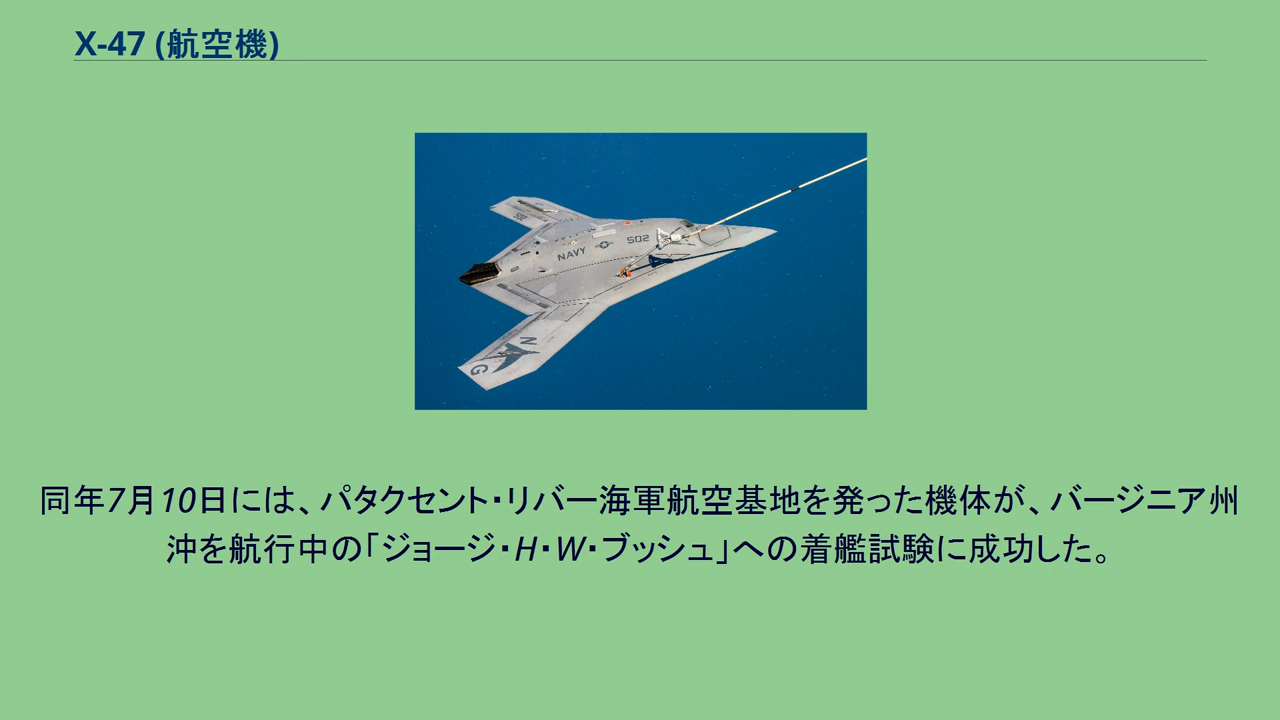 X-47 (航空機)
502
NAVY
502
N
G
同年7月10日には、パタクセント・リバー海軍航空基地を発った機体が、バージニア州
沖を航行中の「ジョージ・H・W・ブッシュ」への着艦試験に成功した。